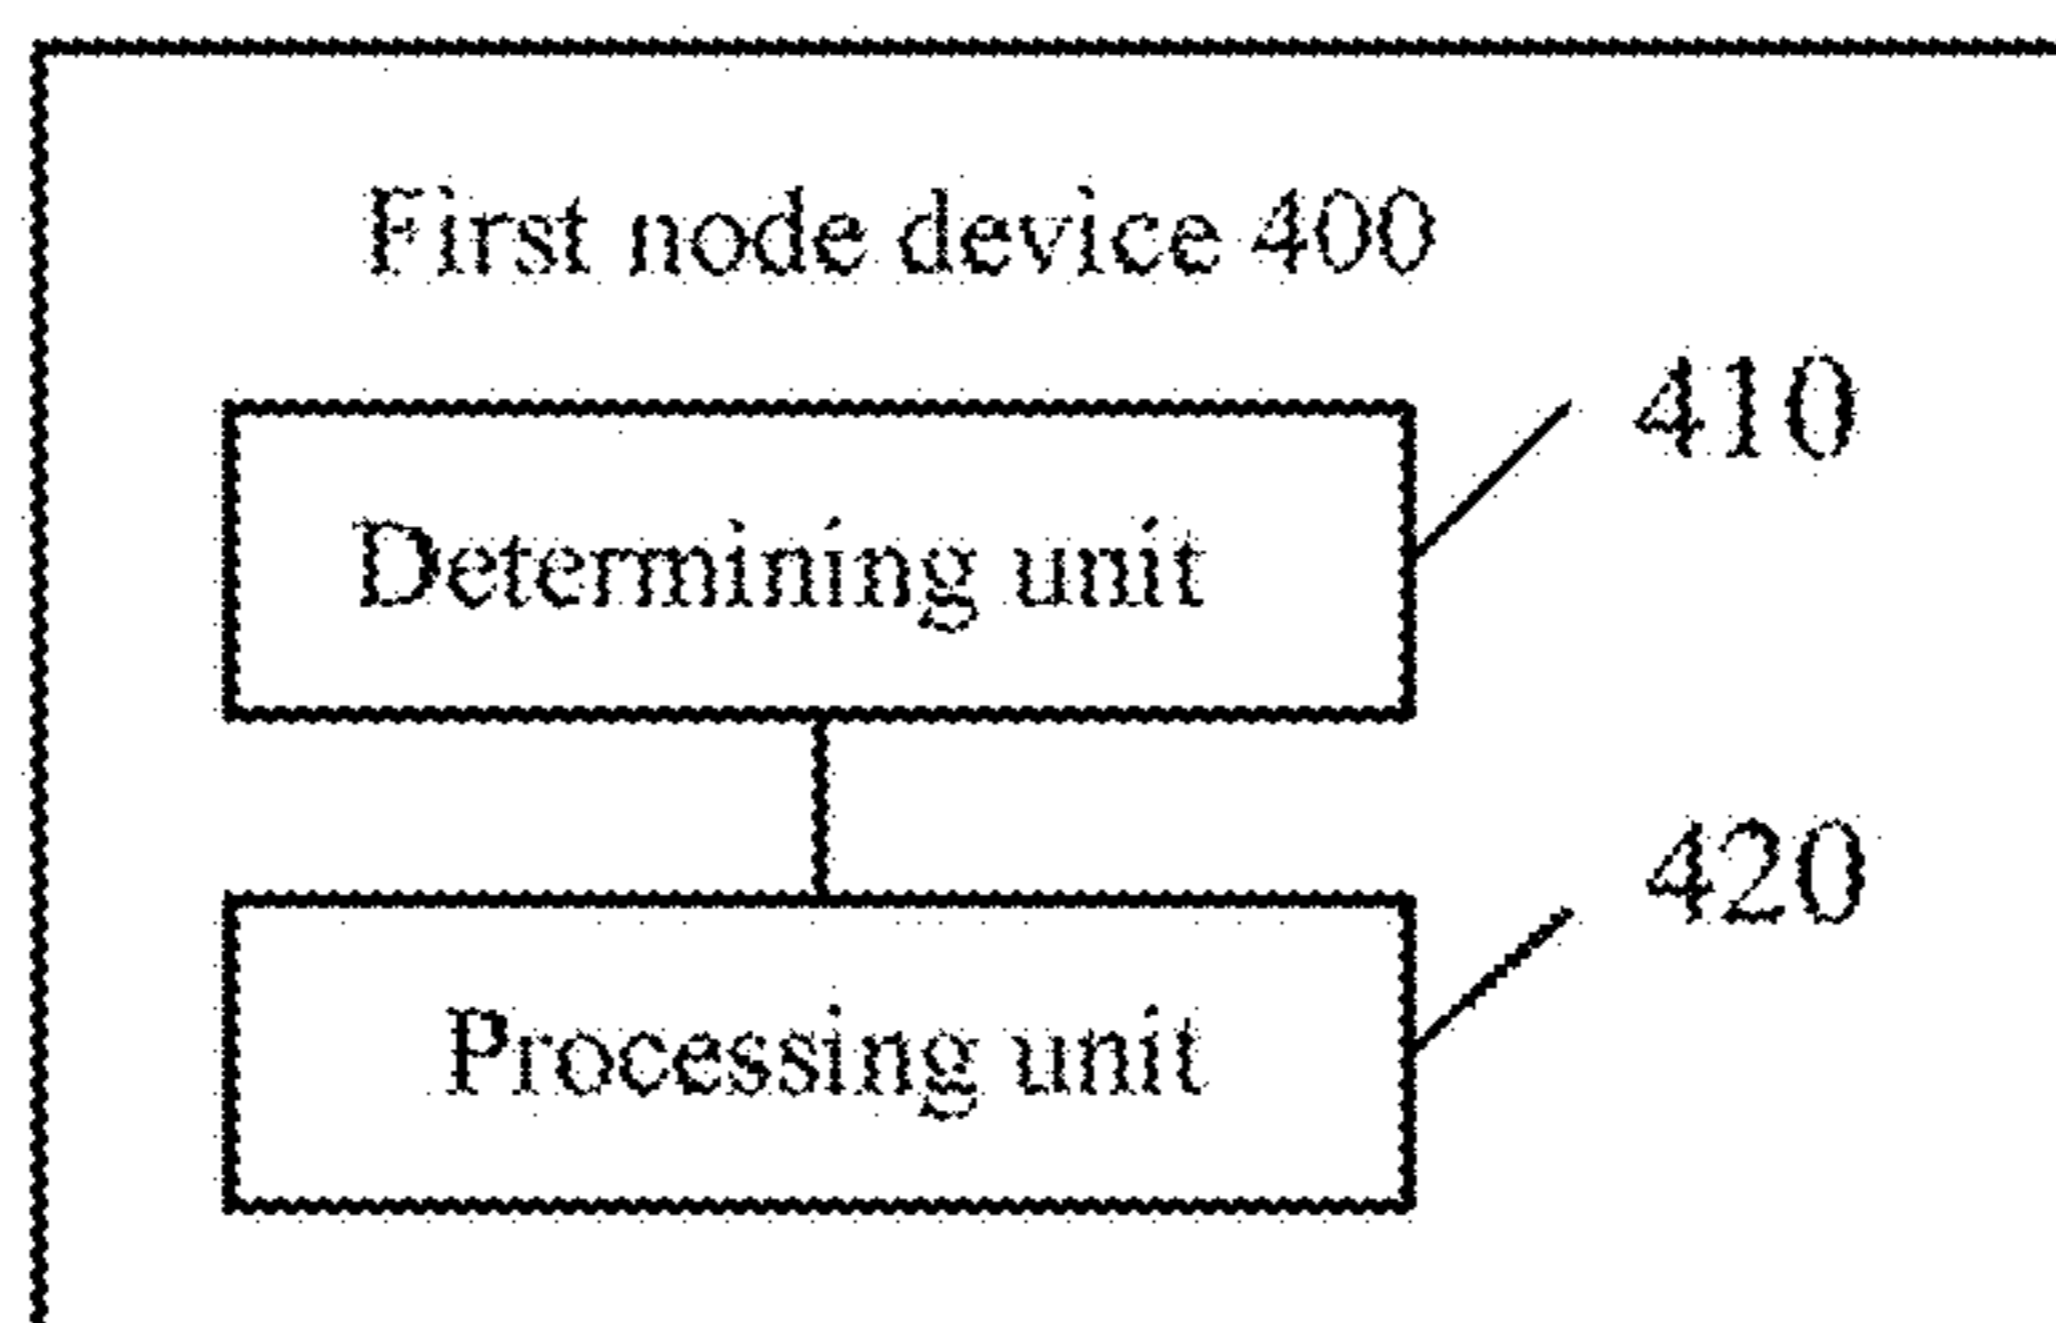 First node device 400
410
Determining unit
420
Processing unit